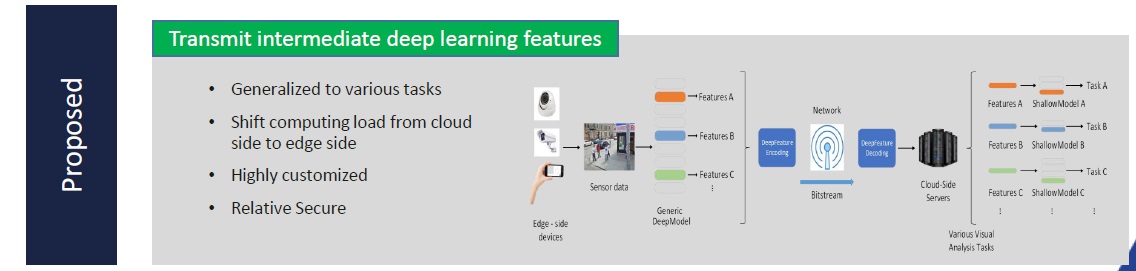 Proposed
Transmit intermediate deep learning features
• Generalized to various tasks
• Shift computing load from cloud
side to edge side
• Highly customized
• Relative Secure
Edge - side
devices
Sensor data
Features A
Features B
Features C
⋮
Generic
DeepModel
DeepFeature
Encoding
Network
Bitstream
DeepFeature
Decoding
Cloud-Side
Servers
Features A ShallowModel A Task A
Features B ShallowModel B Task B
Features C ShallowModel C Task C
⋮ ⋮ ⋮
Various Visual
Analysis Tasks